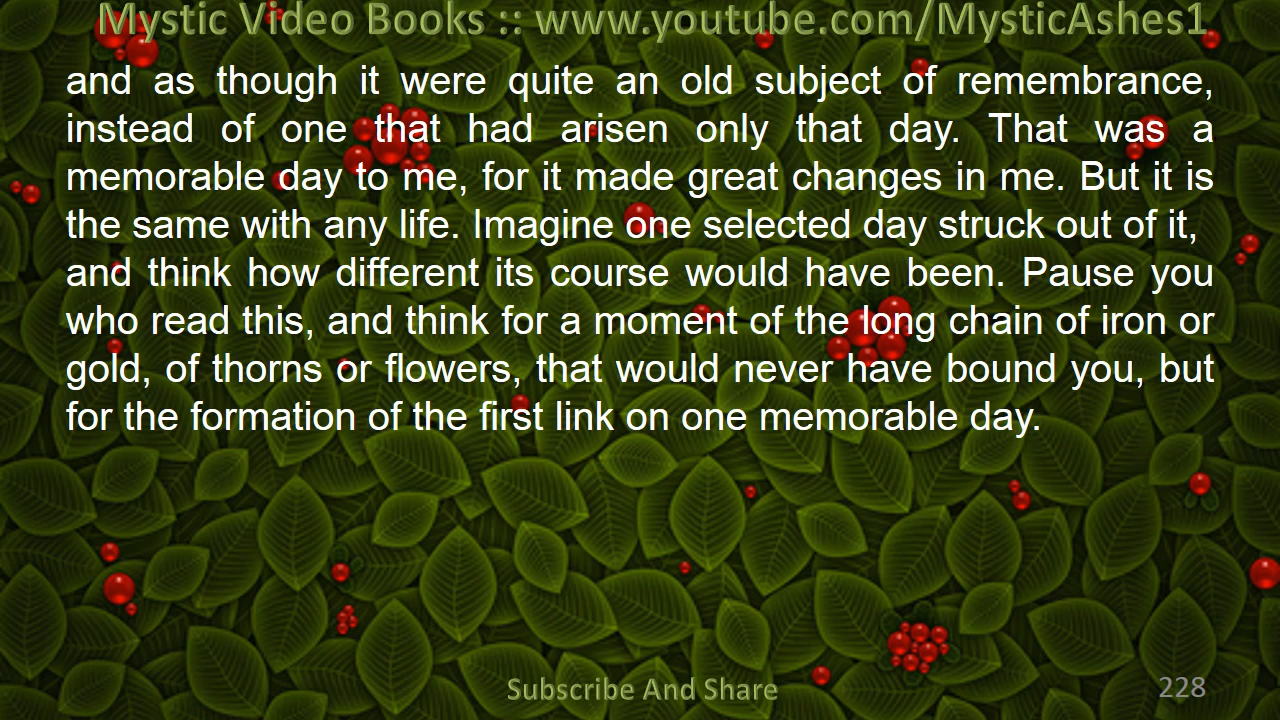 Mystic Video Books :: www.youtube.com/MysticAshes1
and as though it were quite an old subject of remembrance,
instead of one that had arisen only that day. That was a
memorable day to me, for it made great changes in me. But it is
the same with any life. Imagine one selected day struck out of it,
and think how different its course would have been. Pause you
who read this, and think for a moment of the long chain of iron or
gold, of thorns or flowers, that would never have bound you, but
for the formation of the first link on one memorable day.
Subscribe And Share
228